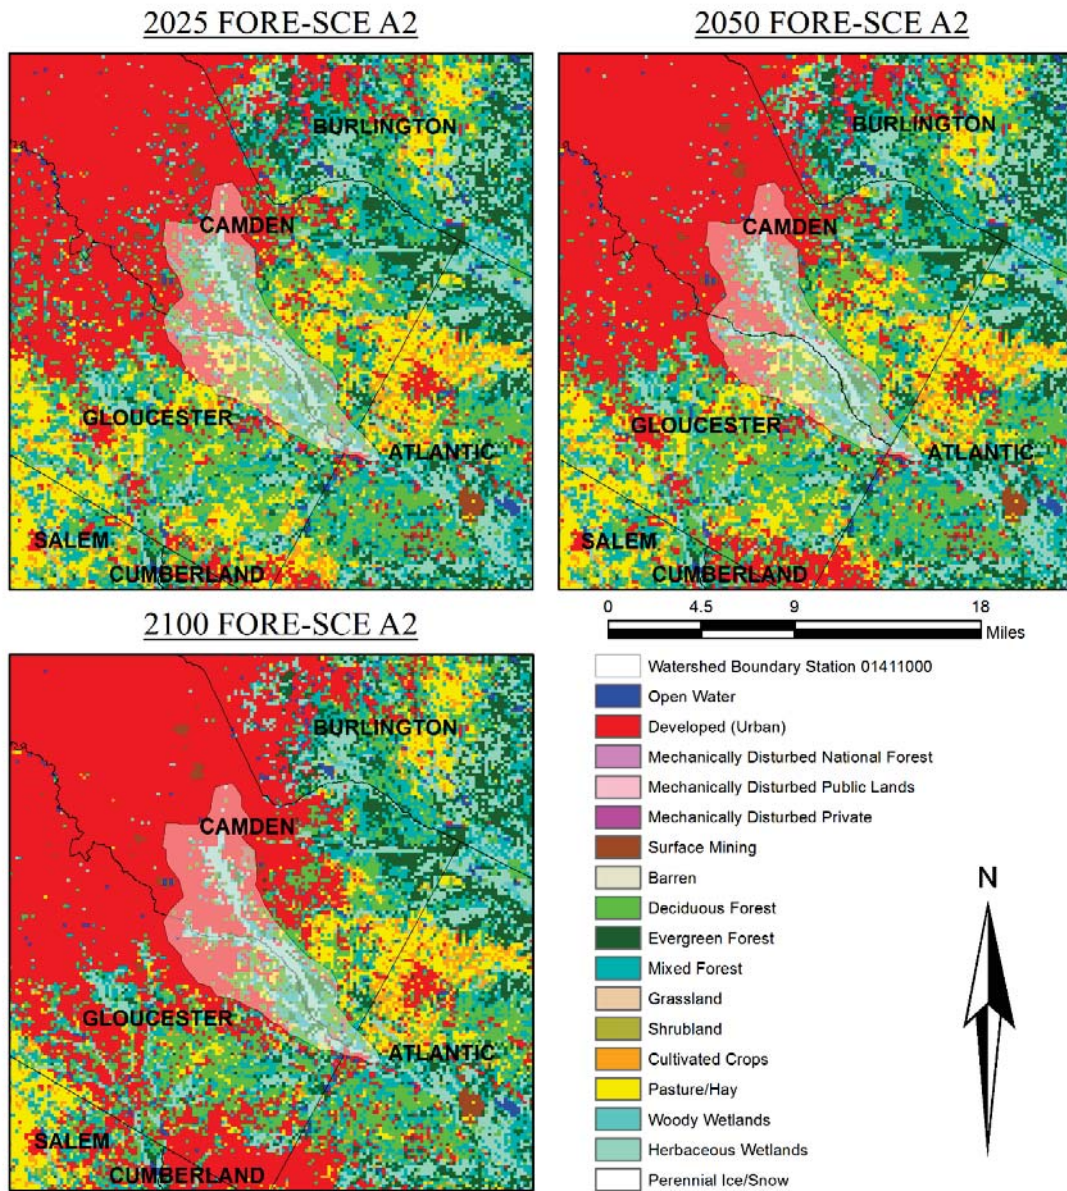 2025 FORE-SCE A2
2050 FORE-SCE A2
BURLINGTON
CAMDEN
GLOUCESTER
ATLANTIC
SALEM
CUMBERLAND
BURLINGTON
CAMDEN
GLOUCESTER
ATLANTIC
SALEM
CUMBERLAND
2100 FORE-SCE A2
BURLINGTON
CAMDEN
GLOUCESTER
ATLANTIC
SALEM
CUMBERLAND
0 4.5 9 18
Miles
Watershed Boundary Station 01411000
Open Water
Developed (Urban)
Mechanically Disturbed National Forest
Mechanically Disturbed Public Lands
Mechanically Disturbed Private
Surface Mining
Barren
Deciduous Forest
Evergreen Forest
Mixed Forest
Grassland
Shrubland
Cultivated Crops
Pasture/Hay
Woody Wetlands
Herbaceous Wetlands
Perennial Ice/Snow
N